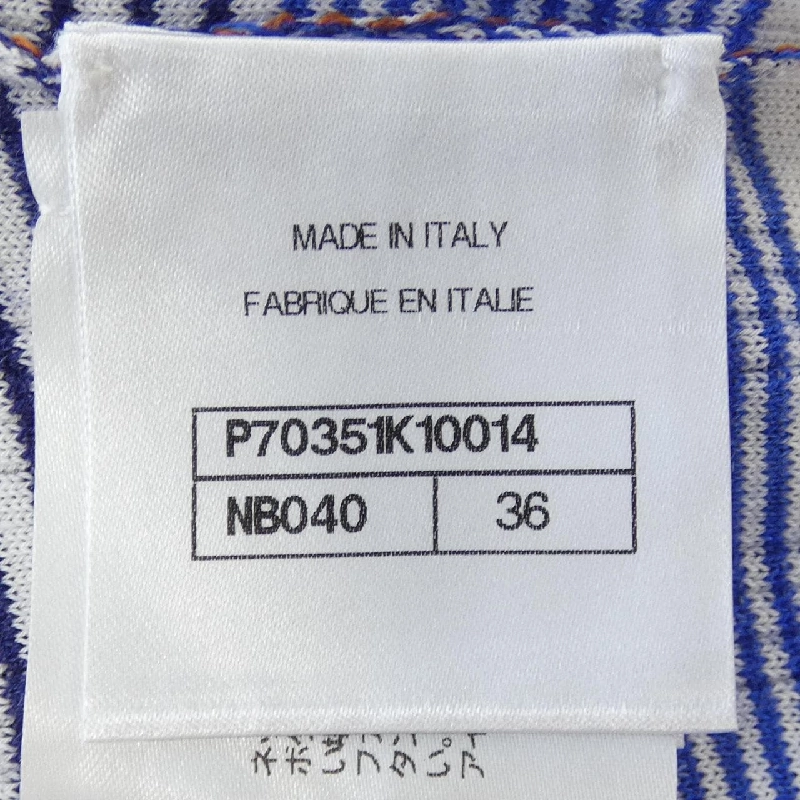 MADE IN ITALY
FABRIQUE EN ITALIE
P70351K10014
NB040 36